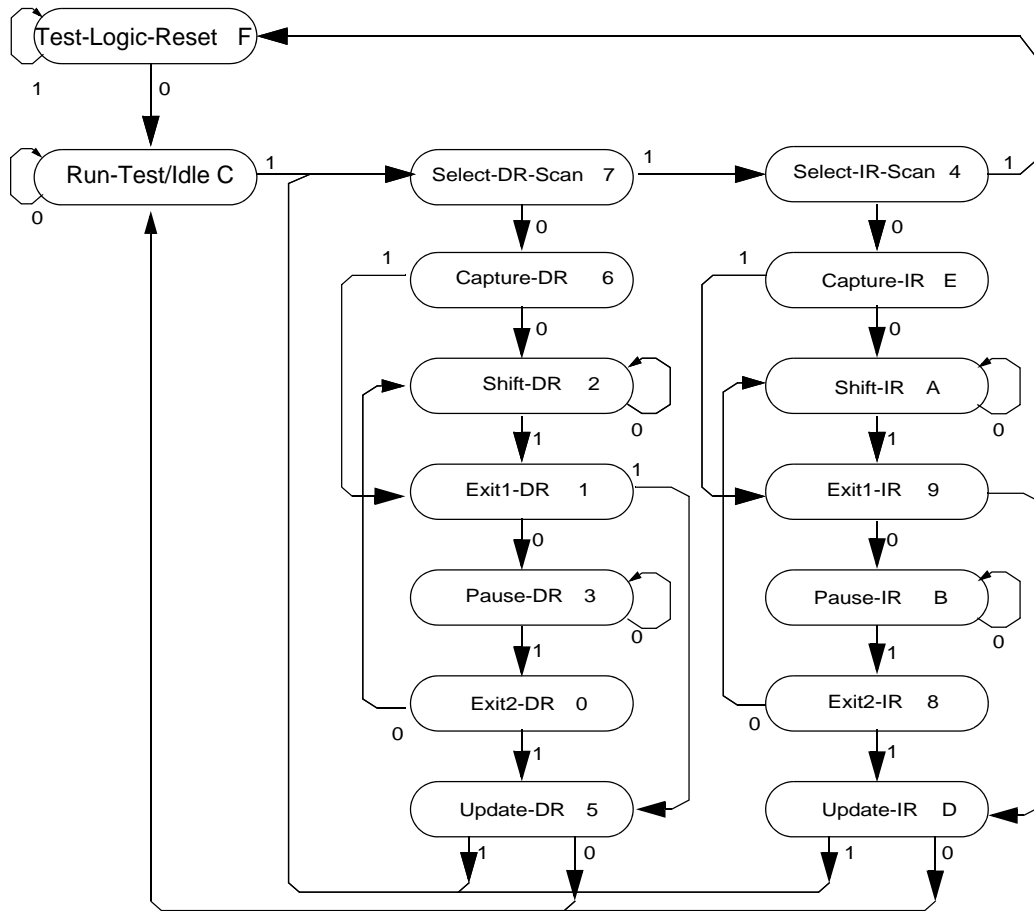 Test-Logic-Reset F
1 0
Run-Test/Idle C
1
0
Select-DR-Scan 7
1
Select-IR-Scan 4
1
0
0
1
Capture-DR 6
1
Capture-IR E
0
0
Shift-DR 2
0
Shift-IR A
0
1
1
Exit1-DR 1
1
Exit1-IR 9
0
0
Pause-DR 3
0
Pause-IR B
0
1
1
Exit2-DR 0
0
Exit2-IR 8
0
1
1
Update-DR 5
Update-IR D
1 0
1 0